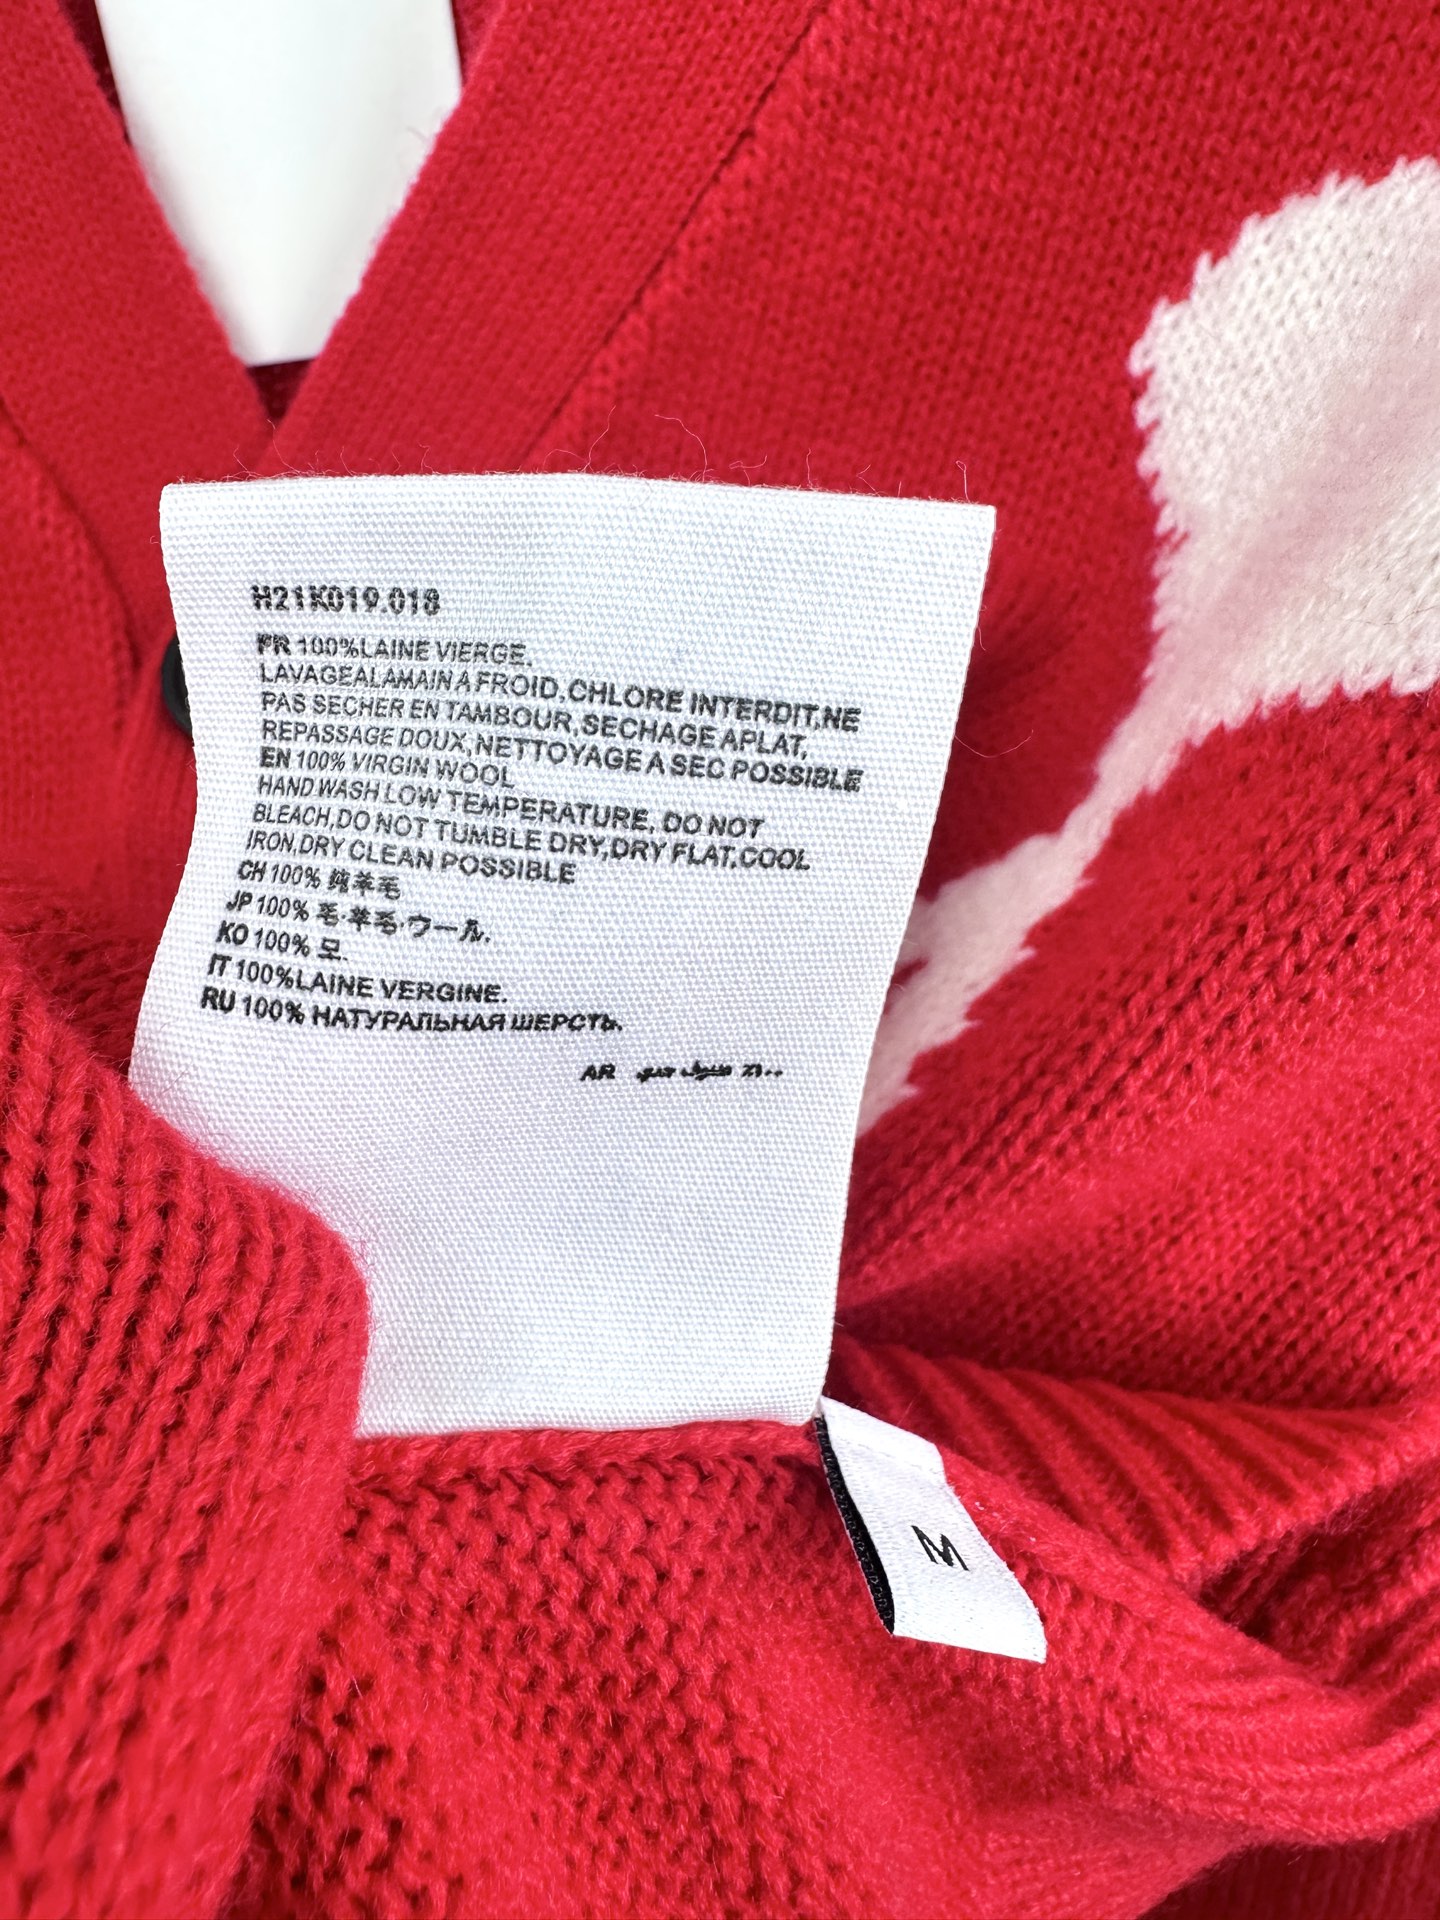 H21K019.018
FR 100%LAINE VIERGE.
LAVAGEALAMAIN A FROID.CHLORE INTERDIT,NE
PAS SECHER EN TAMBOUR,SECHAGE APLAT,
REPASSAGE DOUX,NETTOYAGE A SEC POSSIBLE
EN 100% VIRGIN WOOL
HAND WASH LOW TEMPERATURE, DO NOT
BLEACH,DO NOT TUMBLE DRY,DRY FLAT,COOL
IRON,DRY CLEAN POSSIBLE
CH 100% 纯羊毛
JP 100% 毛·羊毛·ウール.
KO 100% 모.
IT 100%LAINE VERGINE.
RU 100% НАТУРАЛЬНАЯ ШЕРСТЬ.
AR
M